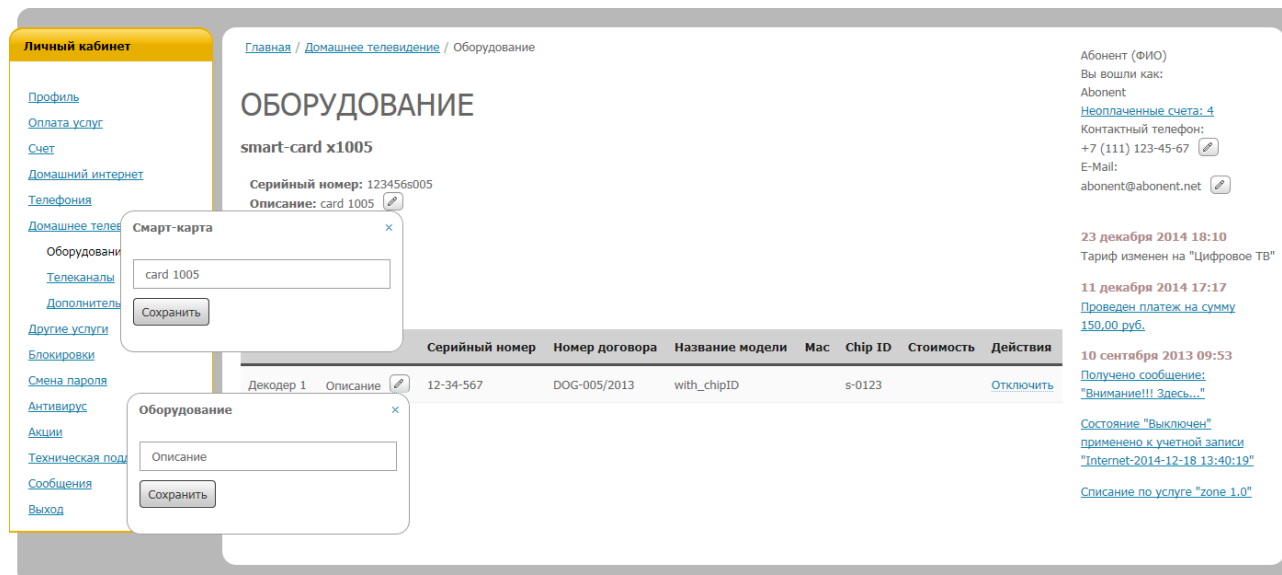 Личный кабинет
Профиль
Оплата услуг
Счет
Домашний интернет
Телефония
Домашнее телев
Оборудовани
Телеканалы
Дополнитель
Другие услуги
Блокировки
Смена пароля
Антивирус
Акции
Техническая подд
Сообщения
Выход
Главная / Домашнее телевидение / Оборудование
ОБОРУДОВАНИЕ
smart-card x1005
Серийный номер: 123456s005
Описание: card 1005
Смарт-карта ×
card 1005
Сохранить
Серийный номер Номер договора Название модели Mac Chip ID Стоимость Действия
Декодер 1 Описание 12-34-567 DOG-005/2013 with_chipID s-0123 Отключить
Оборудование ×
Описание
Сохранить
Абонент (ФИО)
Вы вошли как:
Abonent
Неоплаченные счета: 4
Контактный телефон:
+7 (111) 123-45-67
E-Mail:
abonent@abonent.net
23 декабря 2014 18:10
Тариф изменен на "Цифровое ТВ"
11 декабря 2014 17:17
Проведен платеж на сумму
150,00 руб.
10 сентября 2013 09:53
Получено сообщение:
"Внимание!!! Здесь..."
Состояние "Выключен"
применено к учетной записи
"Internet-2014-12-18 13:40:19"
Списание по услуге "zone 1.0"